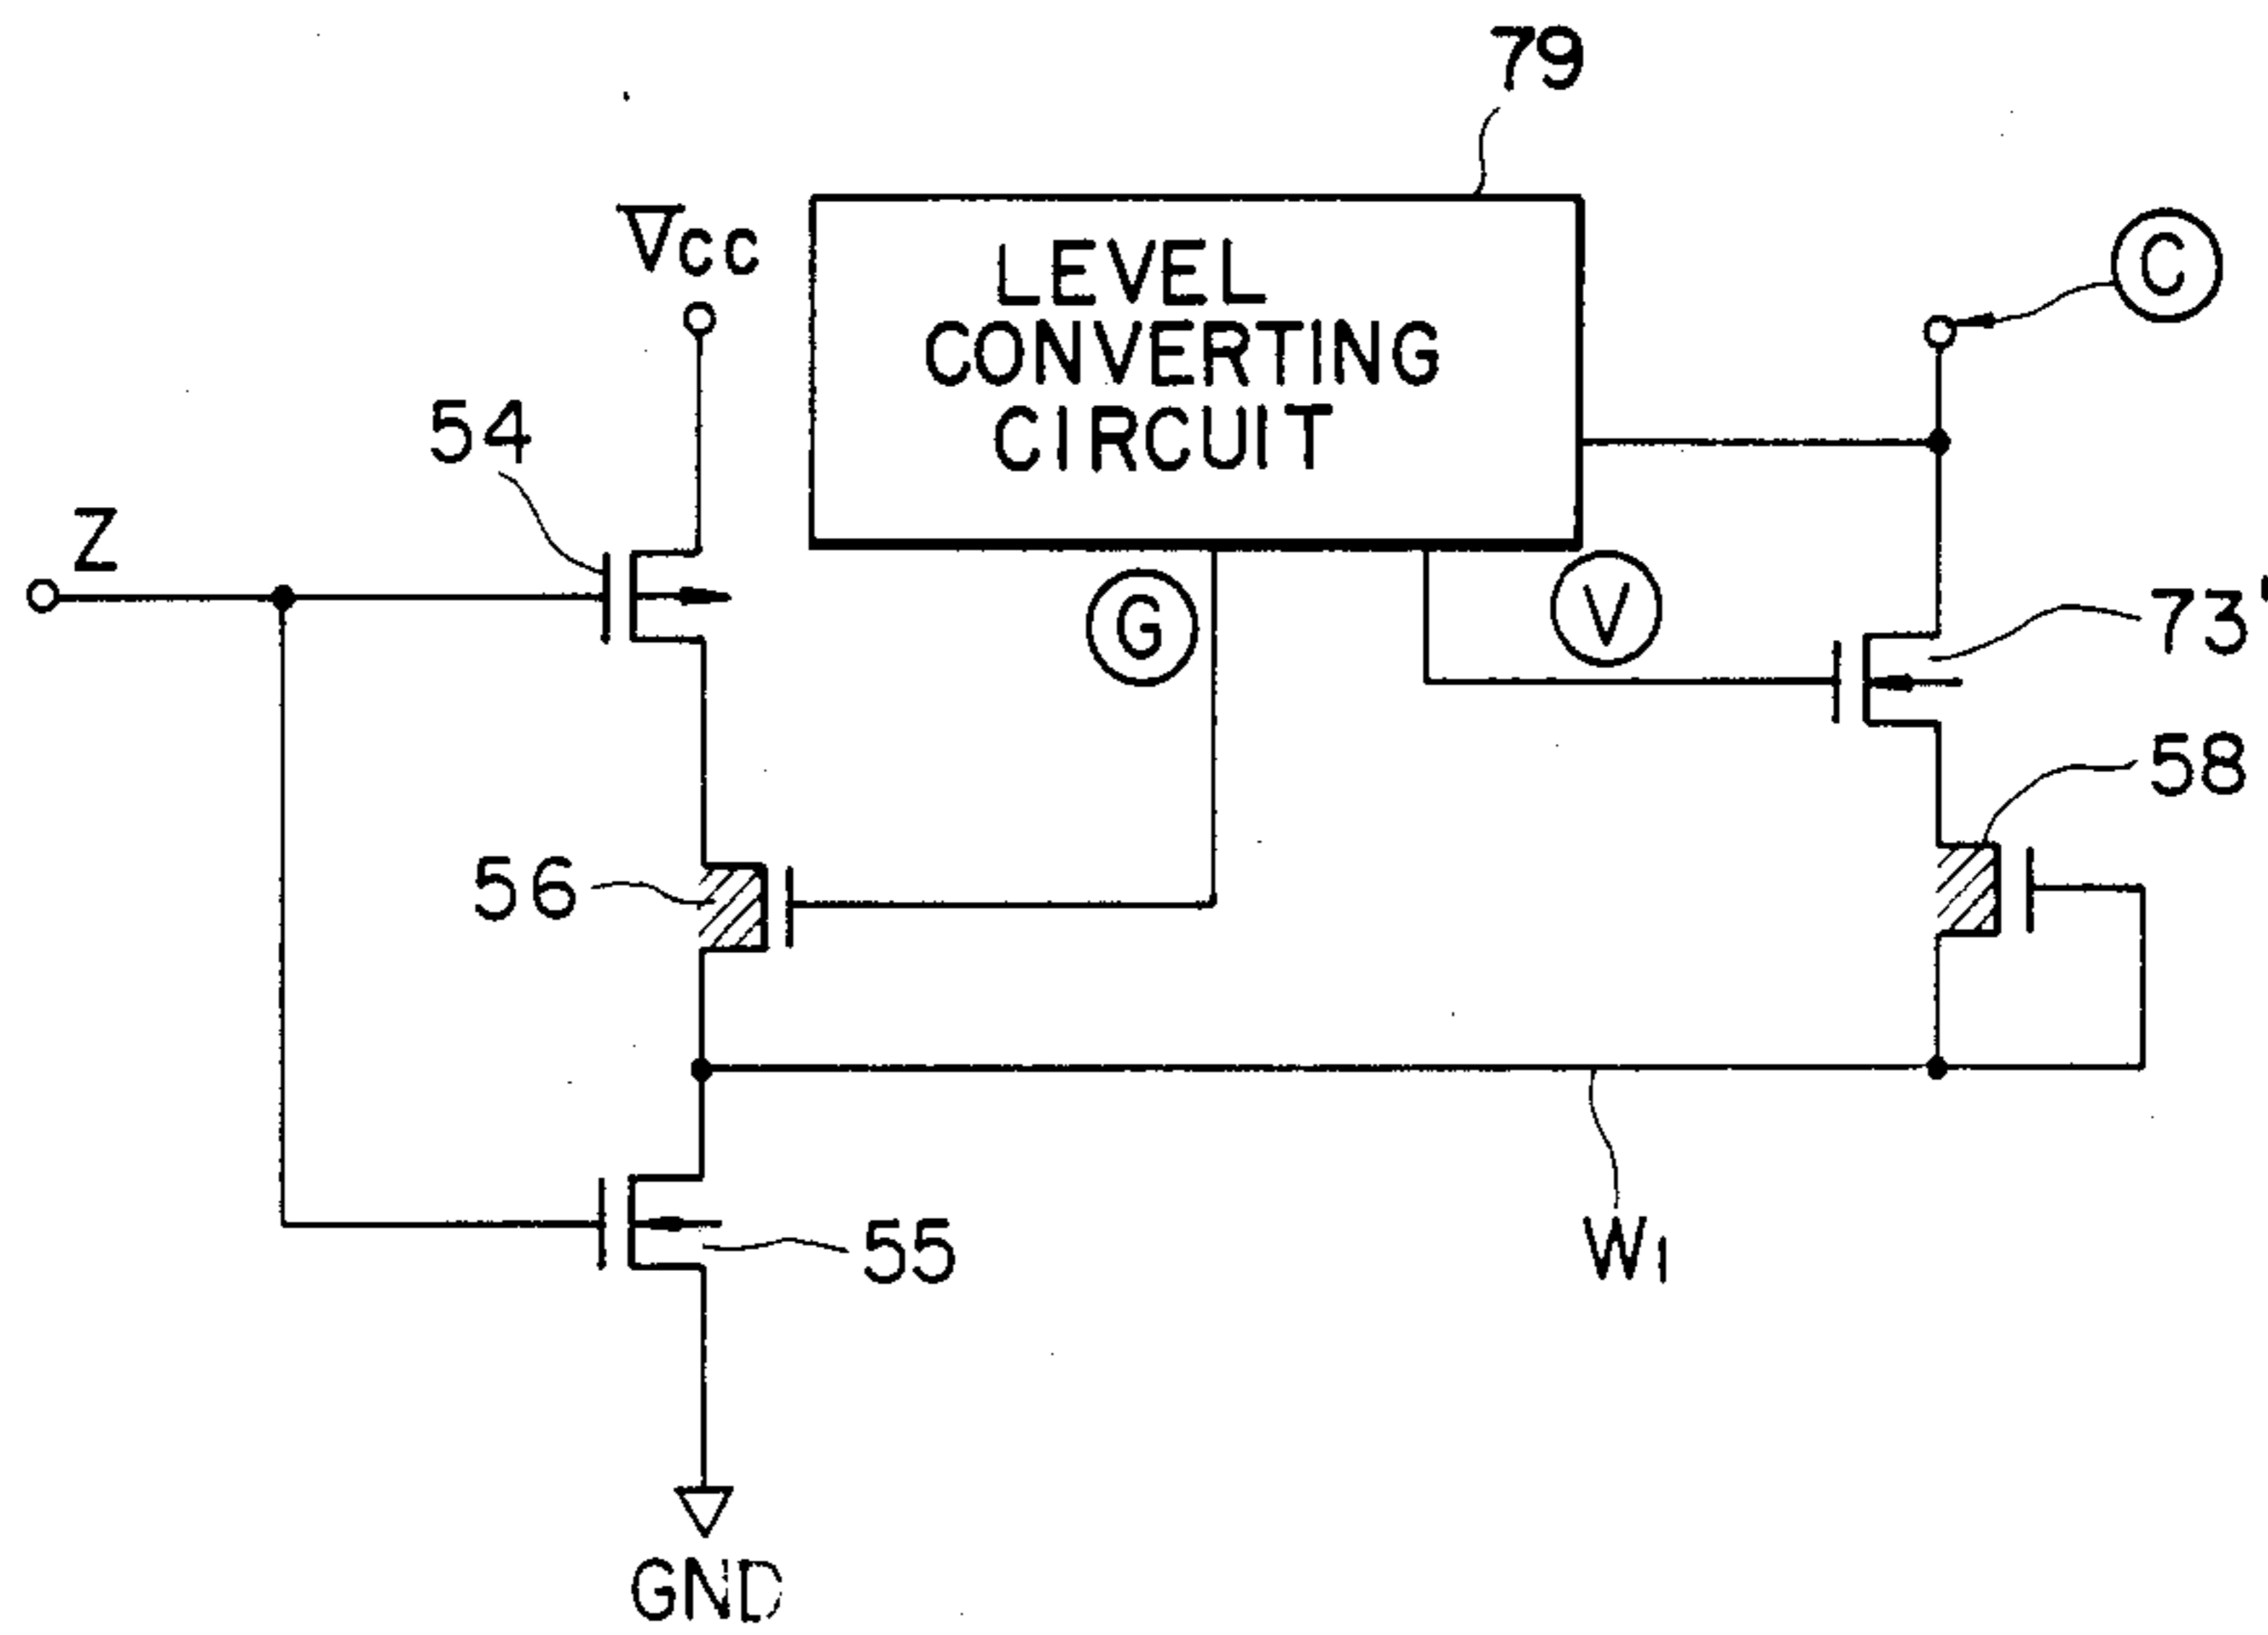 79
Vcc
LEVEL
CONVERTING
CIRCUIT
C
54
Z
G
V
73'
58
56
55
W1
GND